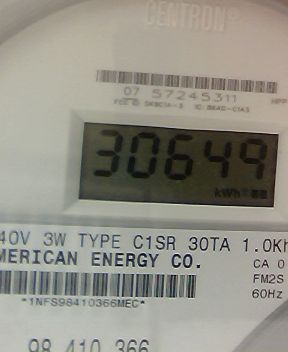 CENTRON®
07 57245311
30649
kWh
40V 3W TYPE C1SR 30TA 1.0Kh
MERICAN ENERGY CO.
CA 0
FM2S
60Hz
*1NFS98410366MEC*
98 410 366